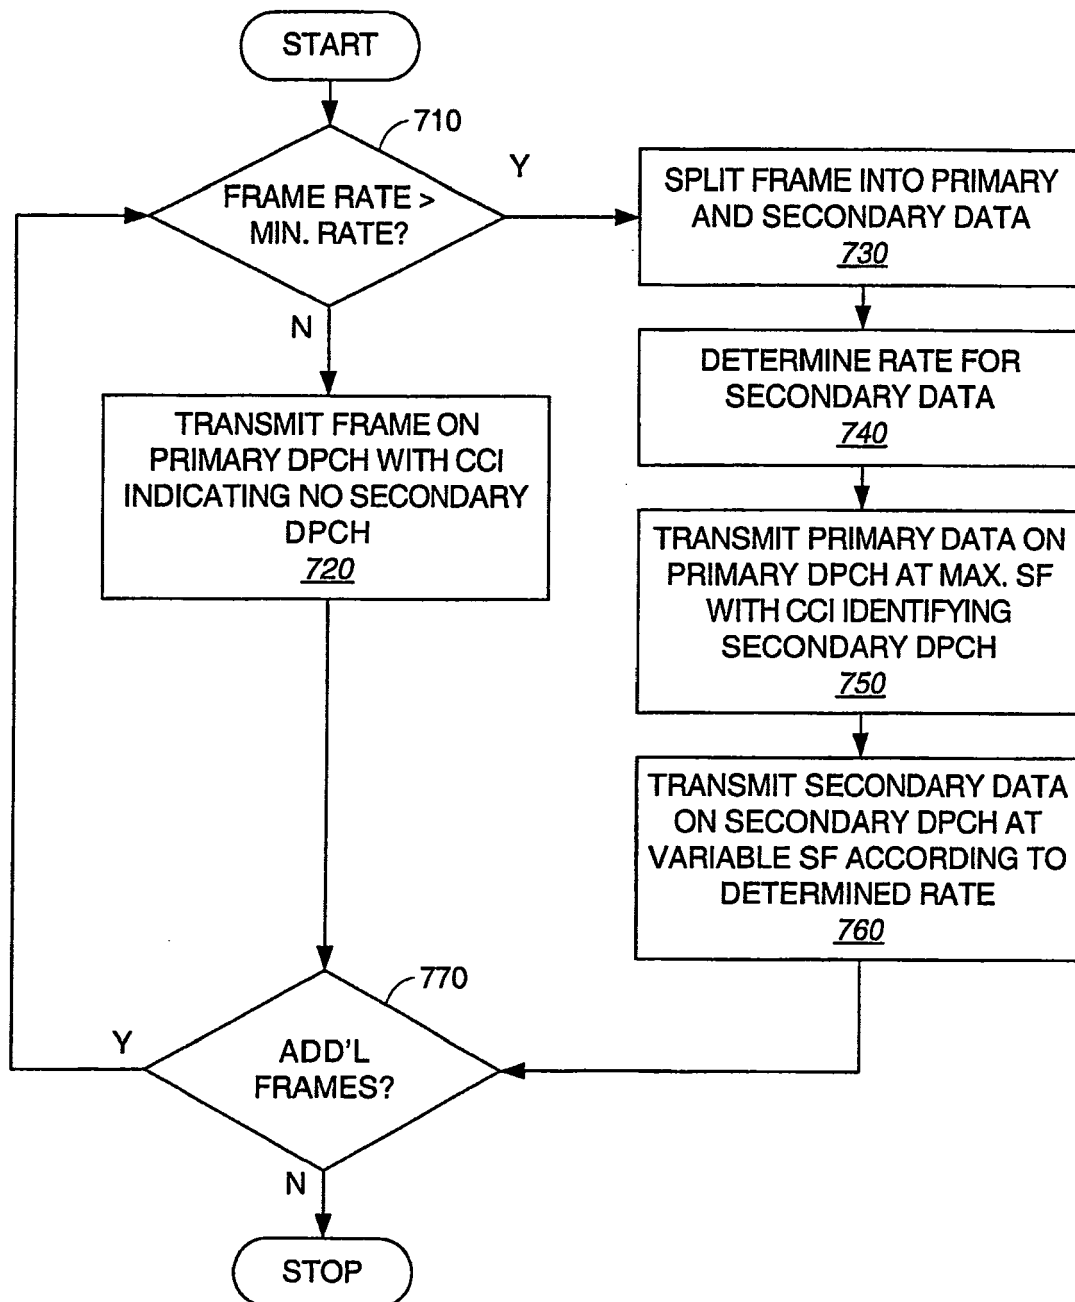 START
710
FRAME RATE >
MIN. RATE?
Y
N
SPLIT FRAME INTO PRIMARY
AND SECONDARY DATA
730
DETERMINE RATE FOR
SECONDARY DATA
740
TRANSMIT FRAME ON
PRIMARY DPCH WITH CCI
INDICATING NO SECONDARY
DPCH
720
TRANSMIT PRIMARY DATA ON
PRIMARY DPCH AT MAX. SF
WITH CCI IDENTIFYING
SECONDARY DPCH
750
TRANSMIT SECONDARY DATA
ON SECONDARY DPCH AT
VARIABLE SF ACCORDING TO
DETERMINED RATE
760
770
Y
ADD'L
FRAMES?
N
STOP